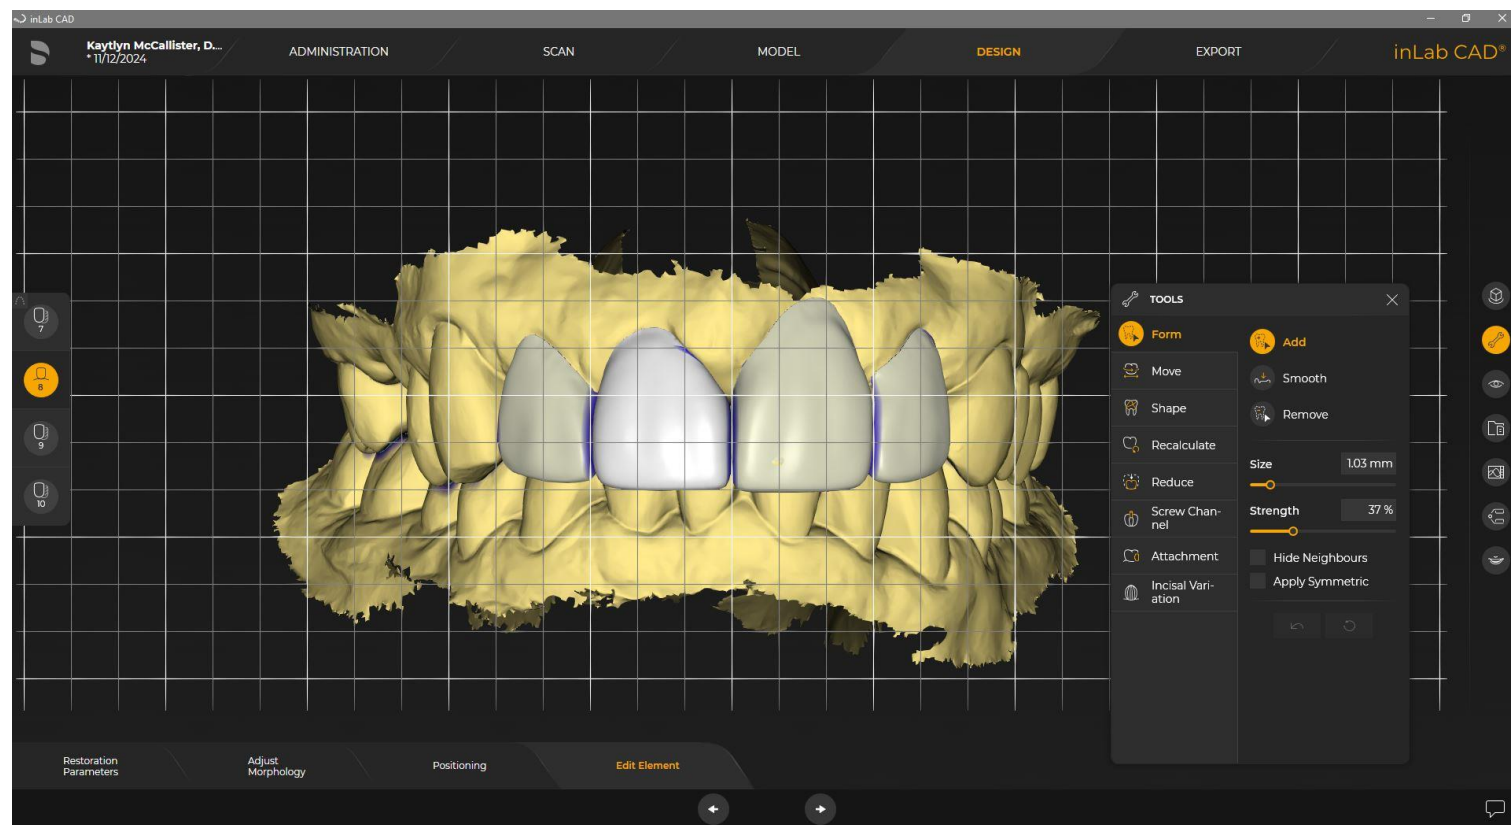 inLab CAD
Kaytlyn McCallister, D....
* 11/12/2024
ADMINISTRATION
SCAN
MODEL
DESIGN
EXPORT
inLab CAD®
7
8
9
10
TOOLS
Form
Move
Shape
Recalculate
Reduce
Screw Chan-
nel
Attachment
Incisal Vari-
ation
Add
Smooth
Remove
Size
1.03 mm
Strength
37 %
Hide Neighbours
Apply Symmetric
Restoration
Parameters
Adjust
Morphology
Positioning
Edit Element